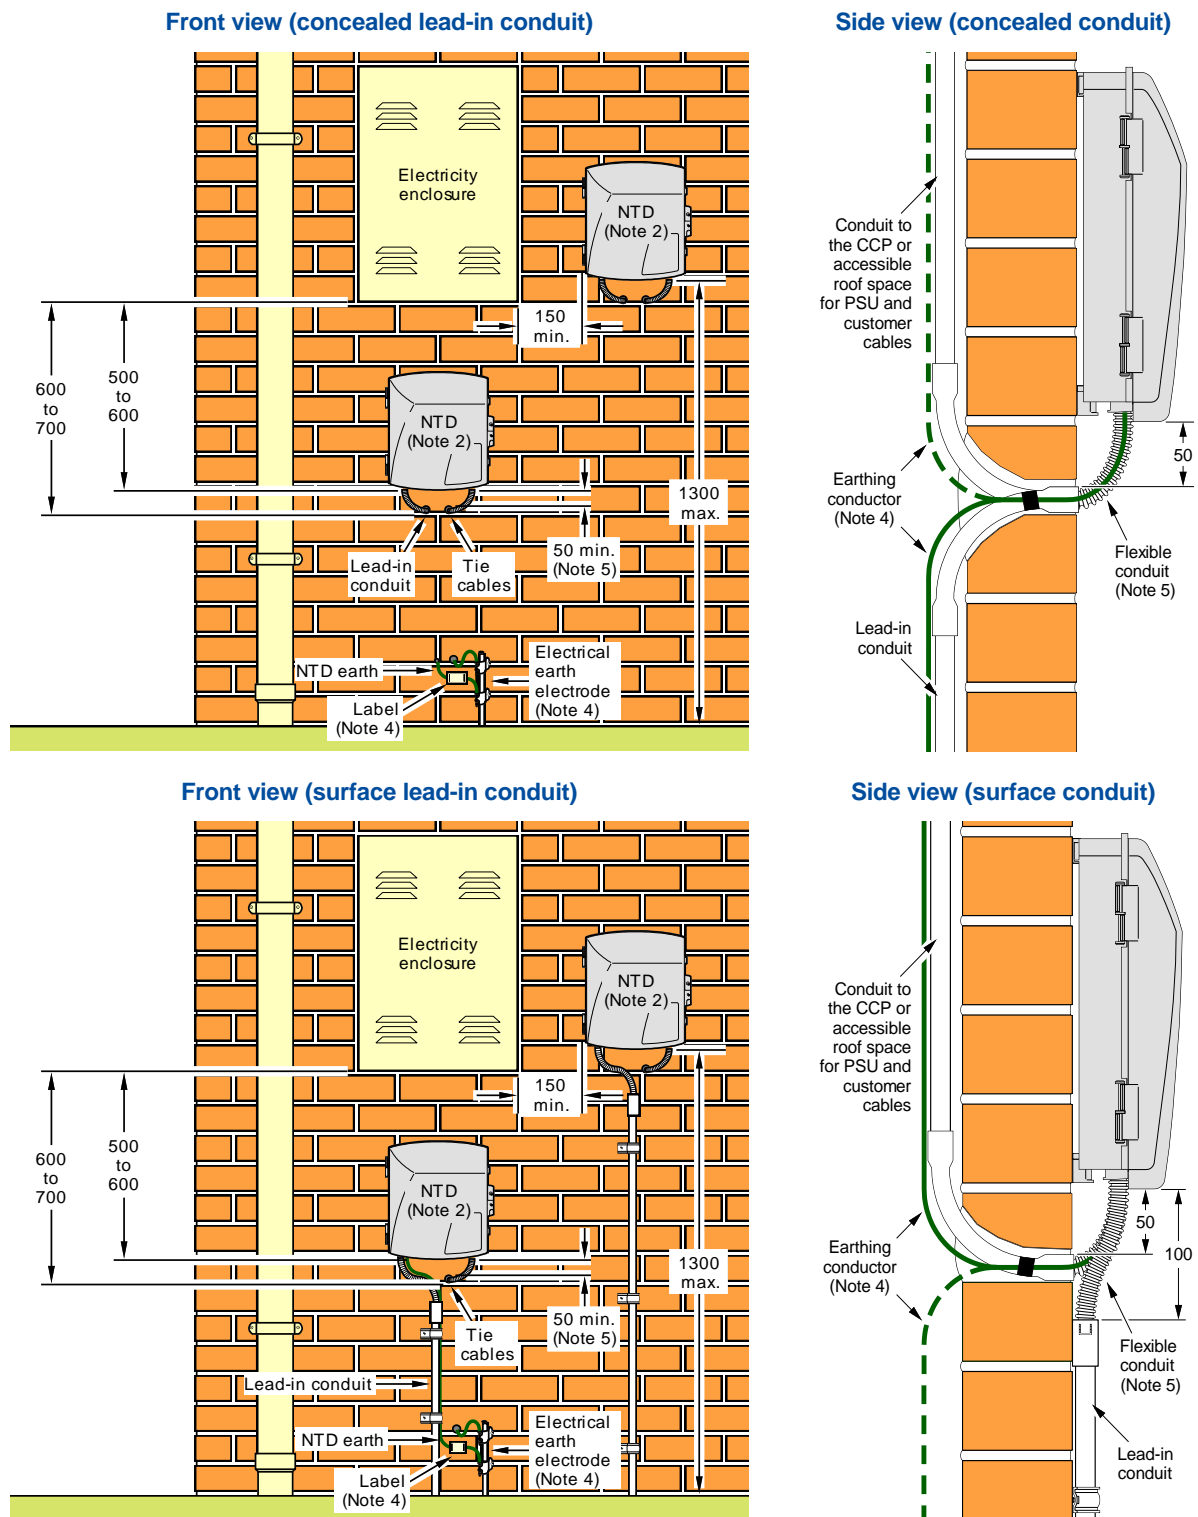 Front view (concealed lead-in conduit)
Electricity
enclosure
NTD
(Note 2)
150
min.
600
to
700
500
to
600
NTD
(Note 2)
1300
max.
50 min.
(Note 5)
Lead-in
conduit
Tie
cables
NTD earth
Label
(Note 4)
Electrical
earth
electrode
(Note 4)
Side view (concealed conduit)
Conduit to
the CCP or
accessible
roof space
for PSU and
customer
cables
50
Earthing
conductor
(Note 4)
Flexible
conduit
(Note 5)
Lead-in
conduit
Front view (surface lead-in conduit)
Electricity
enclosure
NTD
(Note 2)
150
min.
600
to
700
500
to
600
NTD
(Note 2)
1300
max.
50 min.
(Note 5)
Tie
cables
Lead-in conduit
NTD earth
Label
(Note 4)
Electrical
earth
electrode
(Note 4)
Side view (surface conduit)
Conduit to
the CCP or
accessible
roof space
for PSU and
customer
cables
50
100
Earthing
conductor
(Note 4)
Flexible
conduit
(Note 5)
Lead-in
conduit